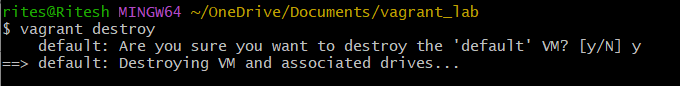 rites@Ritesh MINGW64 ~/OneDrive/Documents/vagrant_lab
$ vagrant destroy
    default: Are you sure you want to destroy the 'default' VM? [y/N] y
==> default: Destroying VM and associated drives...